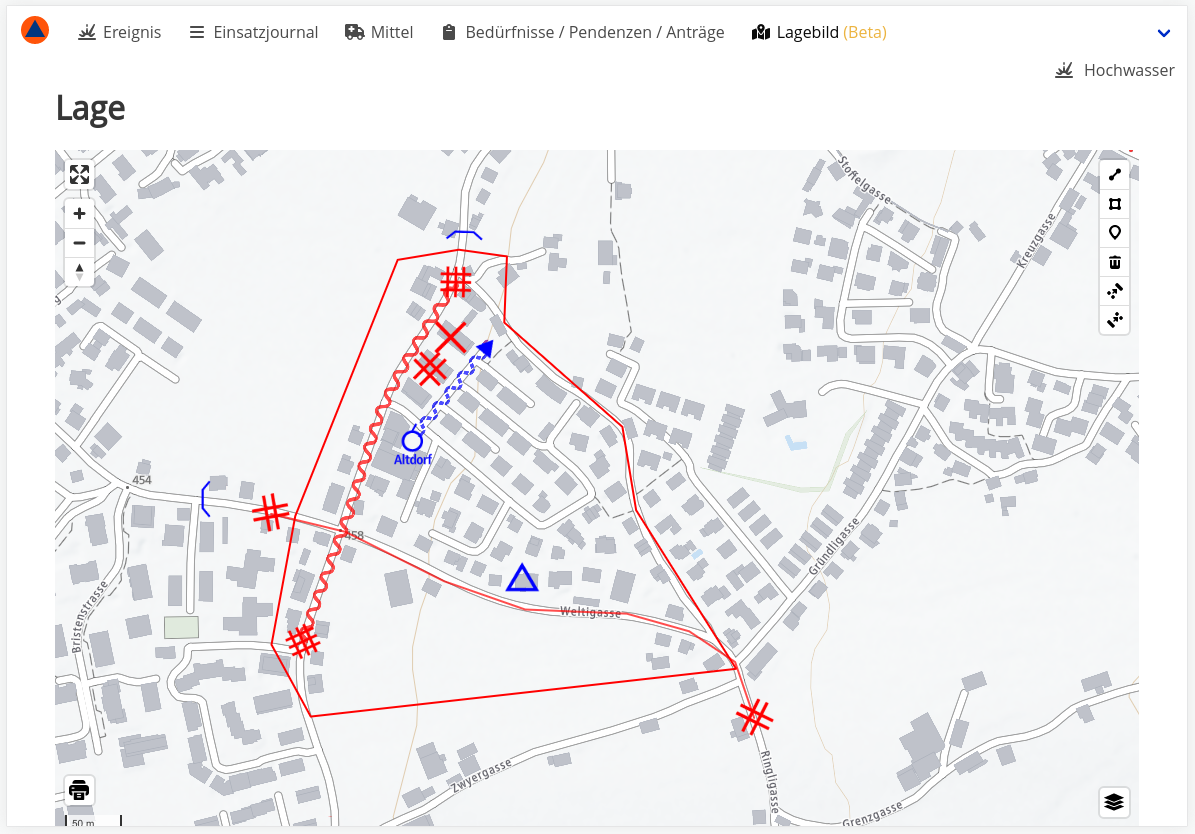 Ereignis
Einsatzjournal
Mittel
Bedürfnisse / Pendenzen / Anträge
Lagebild (Beta)
Hochwasser
Lage
Stoffelgasse
Kreuzgasse
Altdorf
454
458
Gründligasse
Bristenstrasse
Weltigasse
Zwyergasse
Ringligasse
Grenzgasse
50 m